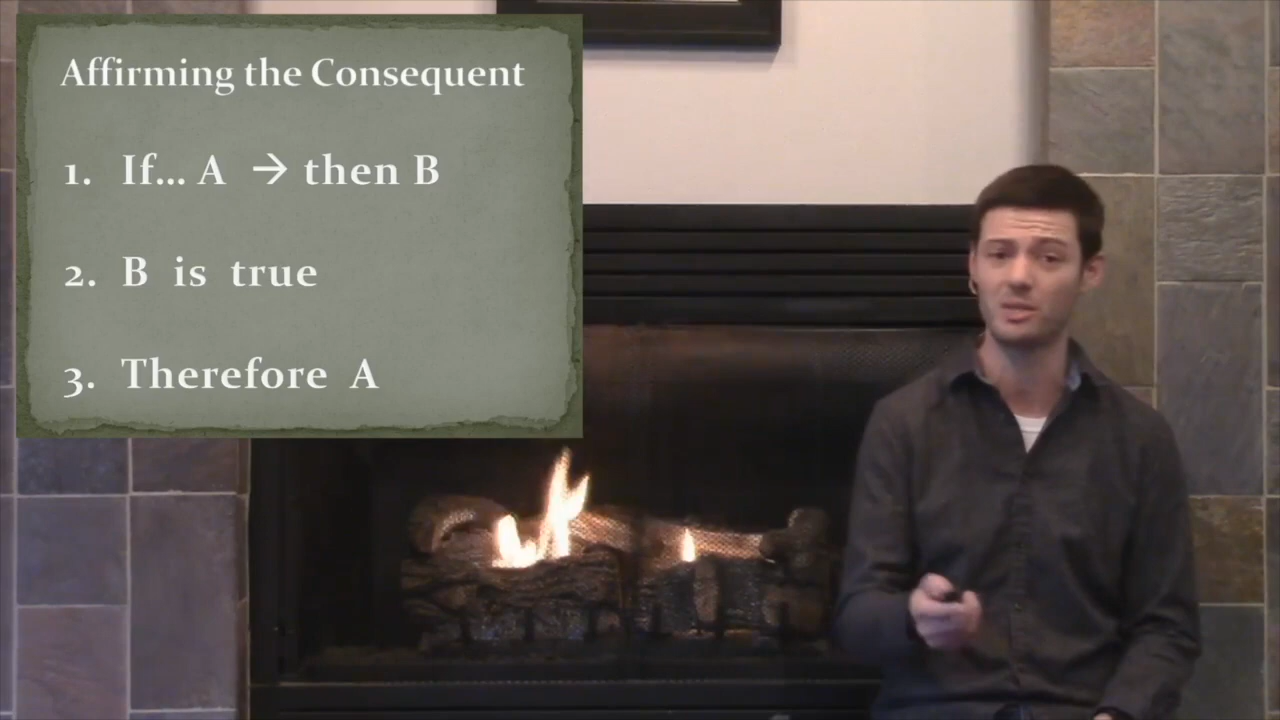 Affirming the Consequent
1. If... A → then B
2. B is true
3. Therefore A